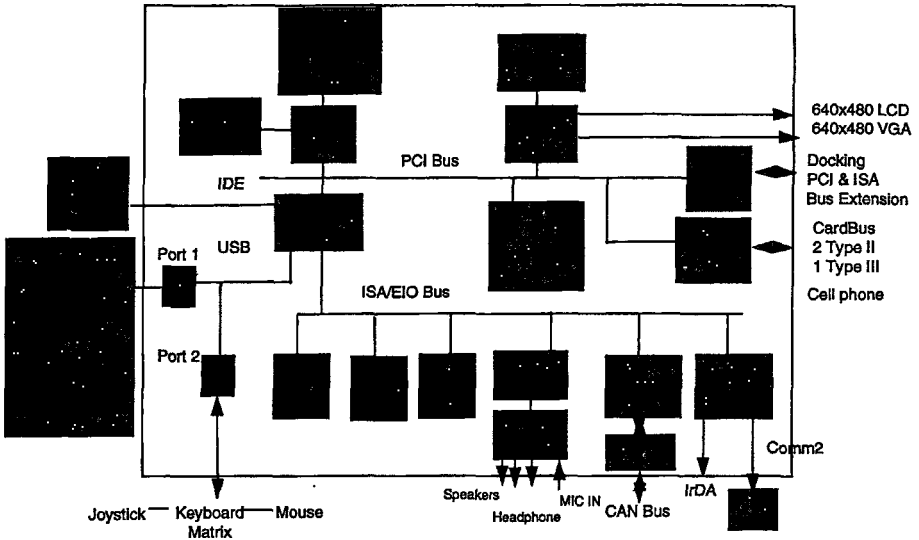 640x480 LCD
640x480 VGA
PCI Bus
Docking
PCI & ISA
Bus Extension
IDE
CardBus
2 Type II
1 Type III
USB
Port 1
ISA/EIO Bus
Cell phone
Port 2
Comm2
Speakers
Headphone
MIC IN
CAN Bus
IrDA
Joystick
Keyboard
Matrix
Mouse